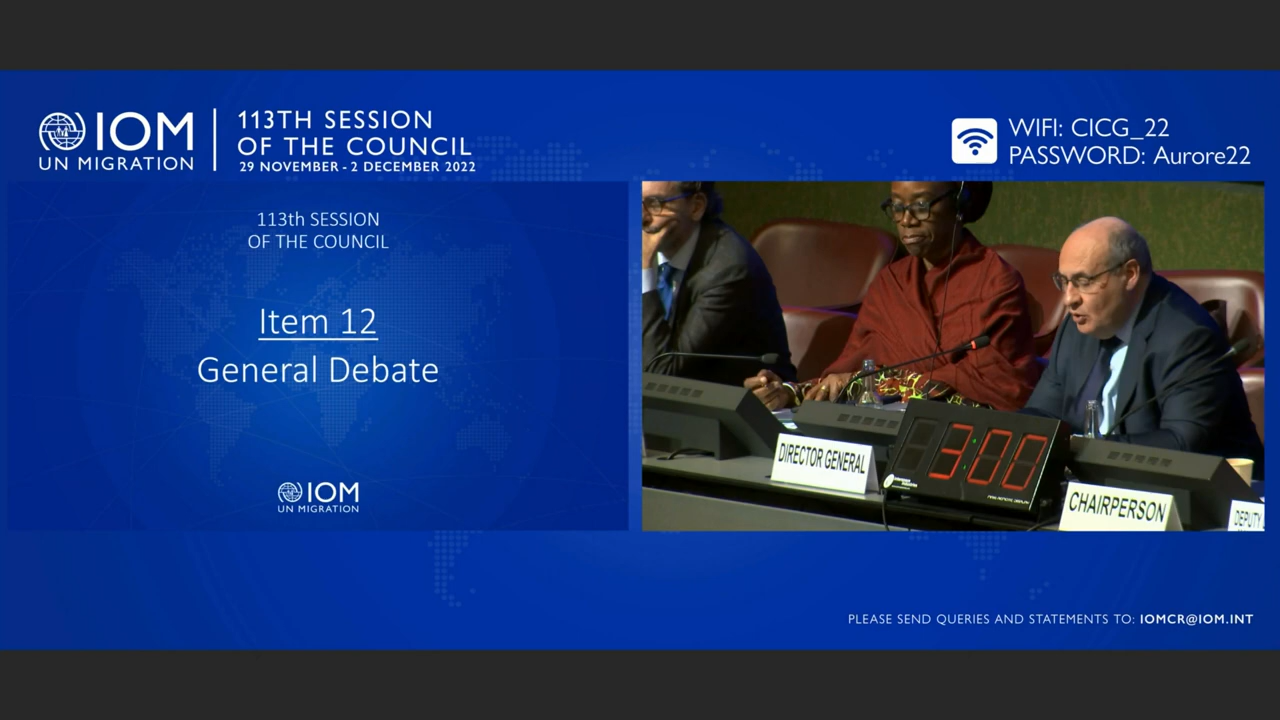 IOM
UN MIGRATION
113TH SESSION
OF THE COUNCIL
29 NOVEMBER - 2 DECEMBER 2022
WIFI: CICG_22
PASSWORD: Aurore22
113th SESSION
OF THE COUNCIL
Item 12
General Debate
IOM
UN MIGRATION
DIRECTOR GENERAL
3:00
CHAIRPERSON
DEPUTY
PLEASE SEND QUERIES AND STATEMENTS TO: IOMCR@IOM.INT